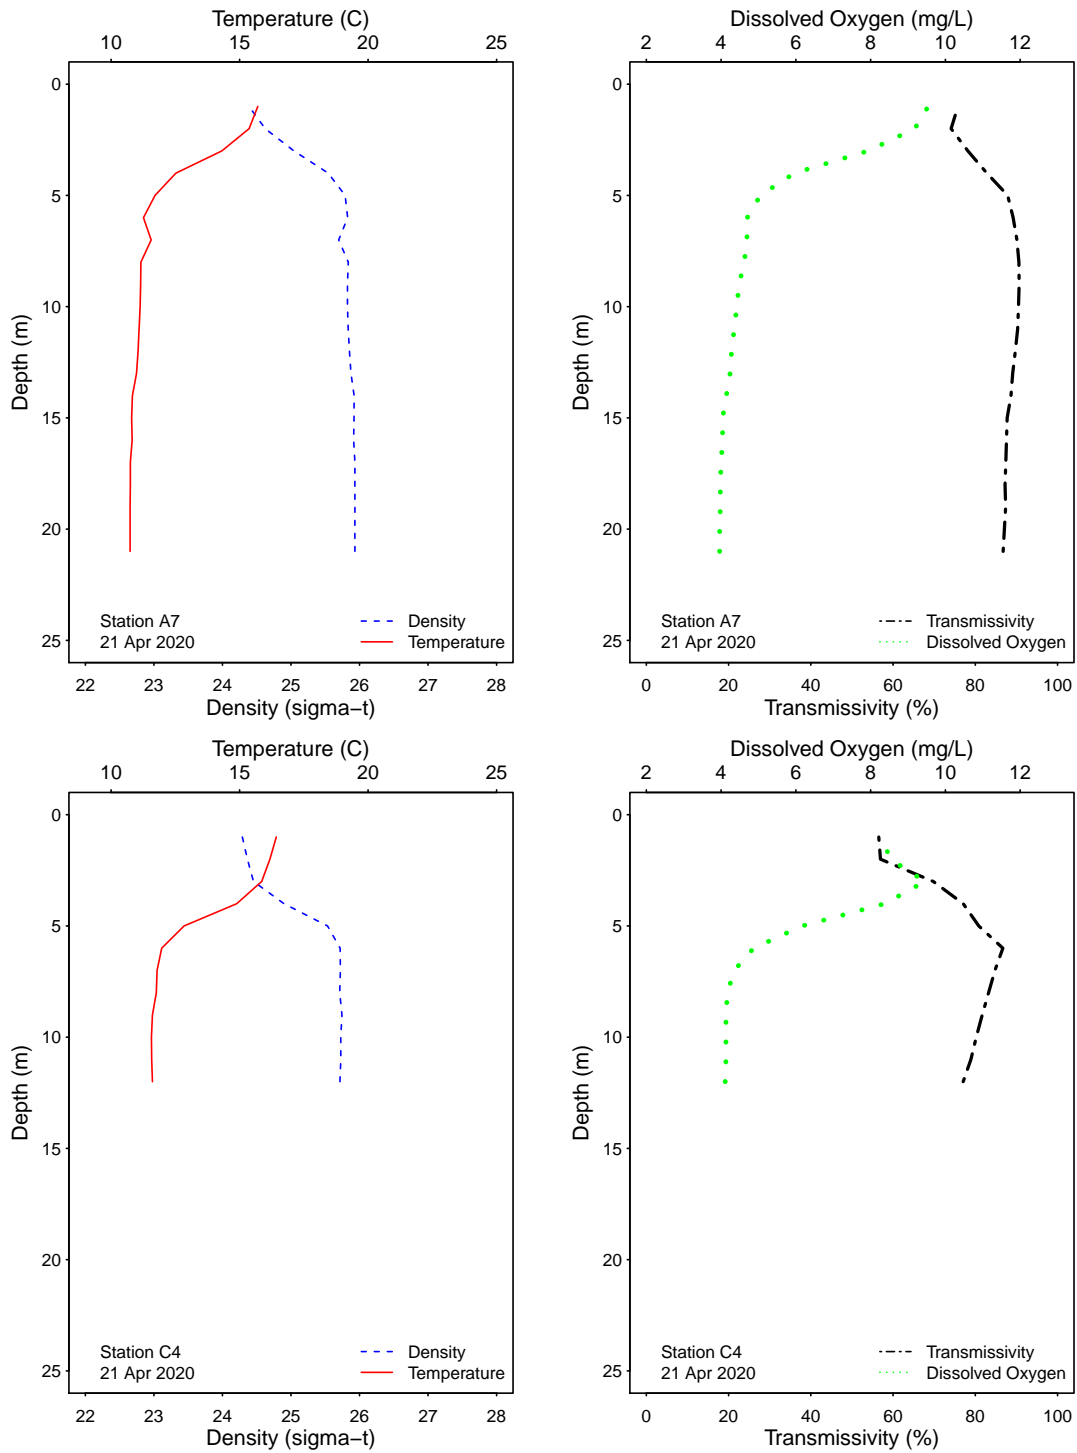 Temperature (C)
10 15 20 25
0
5
10
15
20
25
Depth (m)
Station A7
21 Apr 2020
Density
Temperature
22 23 24 25 26 27 28
Density (sigma−t)
Dissolved Oxygen (mg/L)
2 4 6 8 10 12
0
5
10
15
20
25
Depth (m)
Station A7
21 Apr 2020
Transmissivity
Dissolved Oxygen
0 20 40 60 80 100
Transmissivity (%)
Temperature (C)
10 15 20 25
0
5
10
15
20
25
Depth (m)
Station C4
21 Apr 2020
Density
Temperature
22 23 24 25 26 27 28
Density (sigma−t)
Dissolved Oxygen (mg/L)
2 4 6 8 10 12
0
5
10
15
20
25
Depth (m)
Station C4
21 Apr 2020
Transmissivity
Dissolved Oxygen
0 20 40 60 80 100
Transmissivity (%)